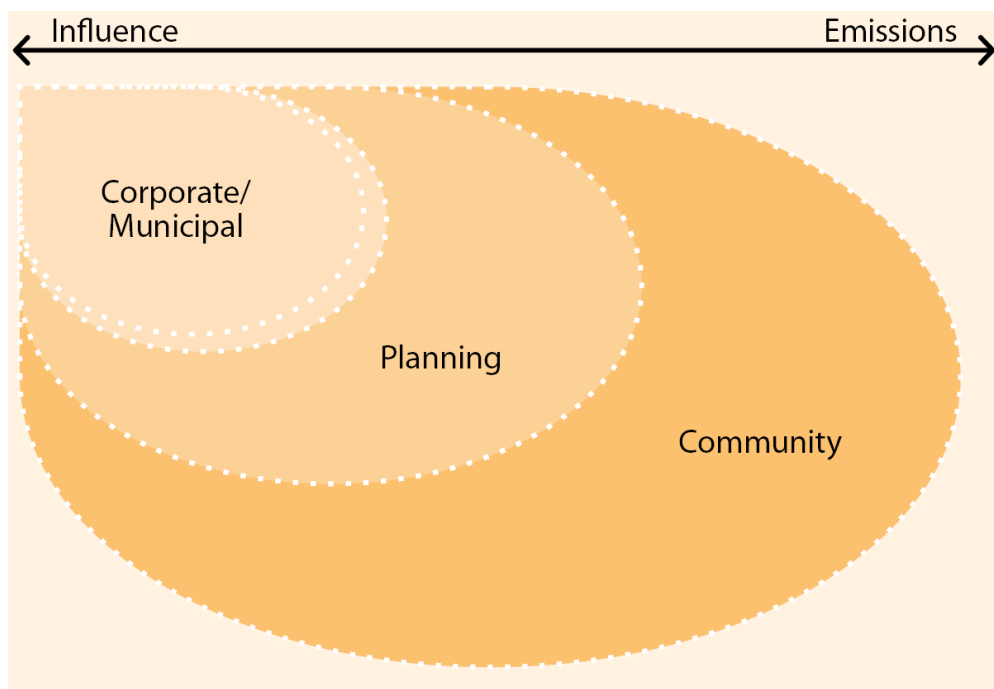 Influence
Emissions
Corporate/
Municipal
Planning
Community